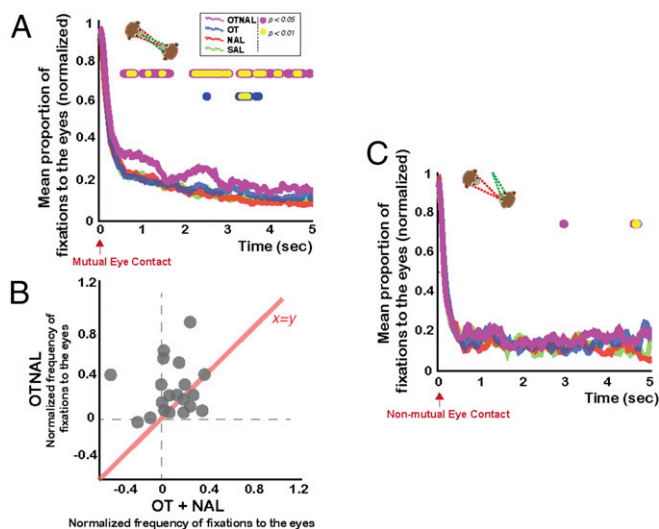 A
Mean proportion of
fixations to the eyes (normalized)
1
0.8
0.6
0.4
0.2
0
OTNAL
OT
NAL
SAL
p < 0.05
p < 0.01
0 1 2 3 4 5
Time (sec)
Mutual Eye Contact
B
OTNAL
Normalized frequency of
fixations to the eyes
1.2
0.8
0.4
0
-0.4
x=y
-0.4 0 0.4 0.8 1.2
OT + NAL
Normalized frequency of fixations to the eyes
C
Mean proportion of
fixations to the eyes (normalized)
1
0.8
0.6
0.4
0.2
0
0 1 2 3 4 5
Time (sec)
Non-mutual Eye Contact